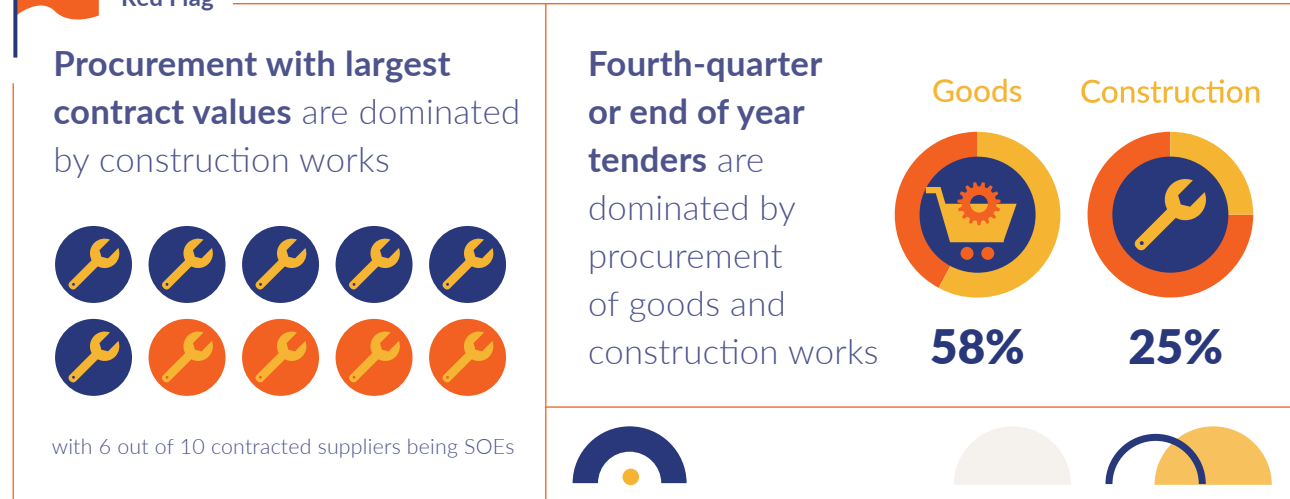 Red Flag
Procurement with largest
contract values are dominated
by construction works
with 6 out of 10 contracted suppliers being SOEs
Fourth-quarter
or end of year
tenders are
dominated by
procurement
of goods and
construction works
Goods
58%
Construction
25%